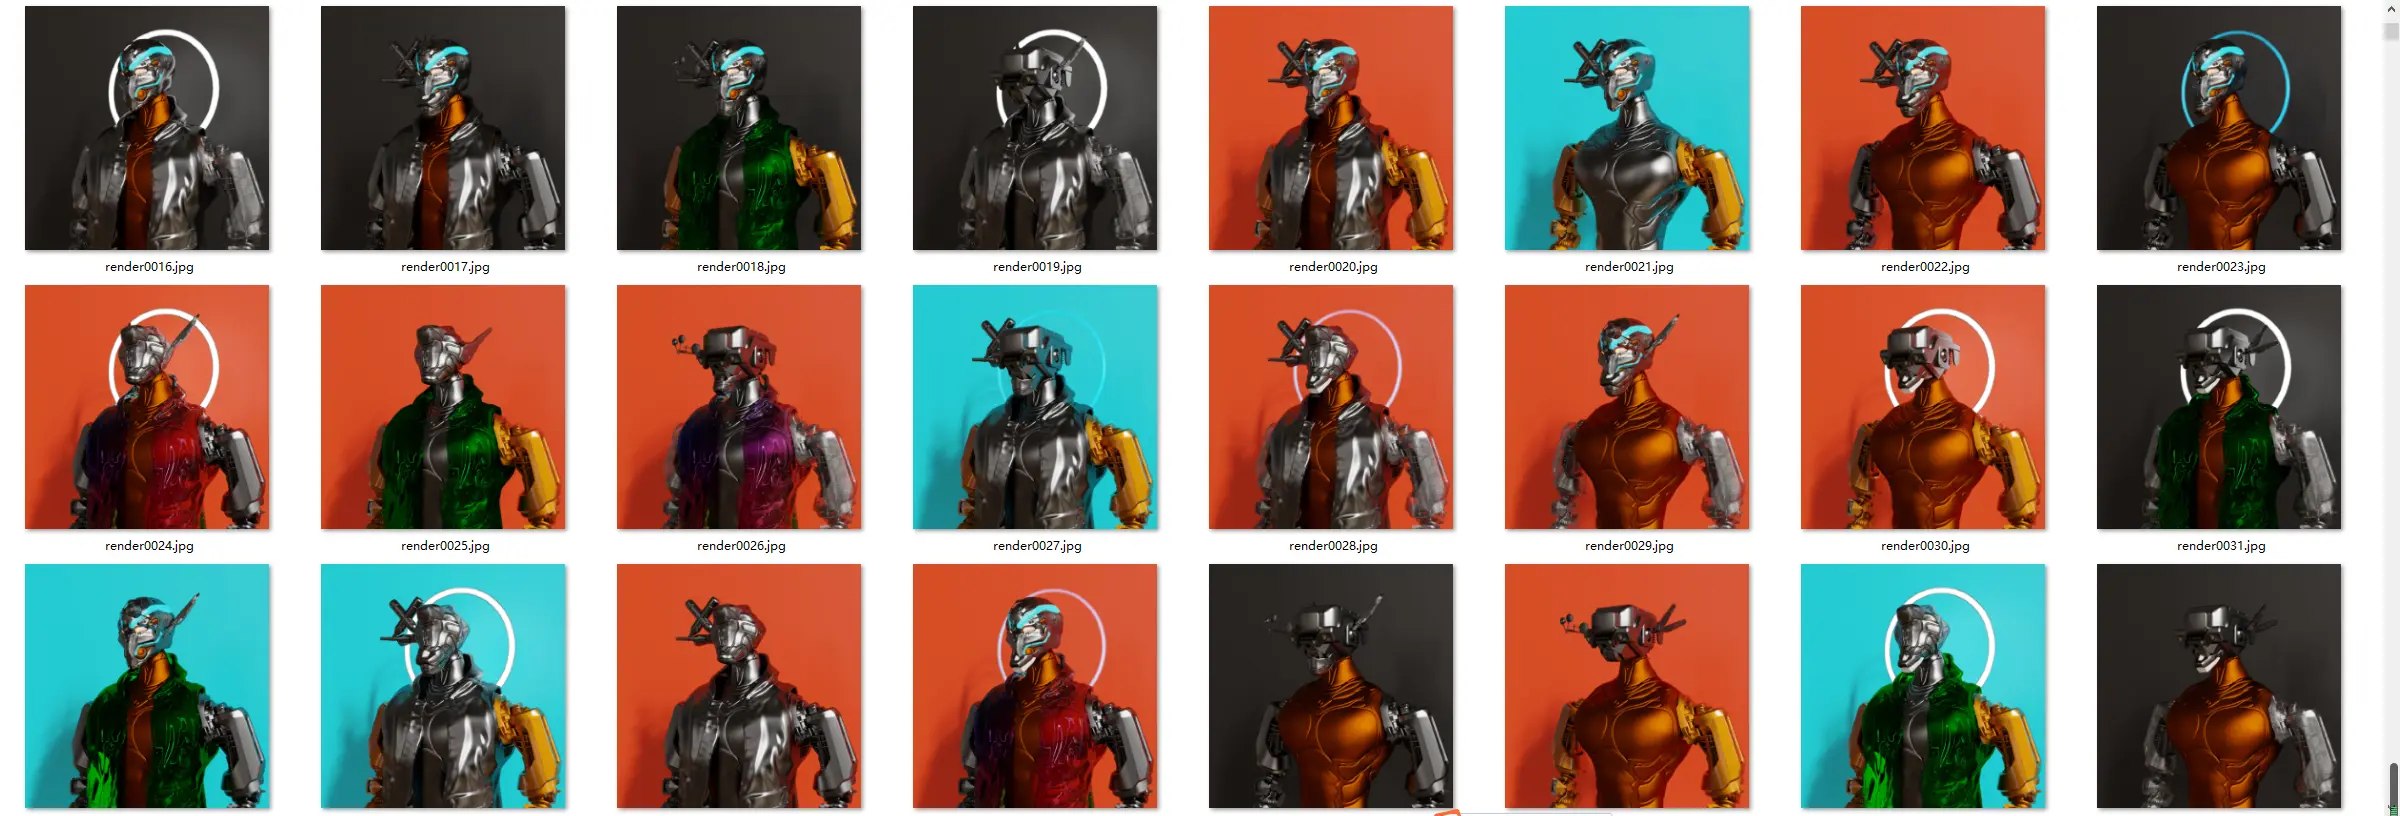 render0016.jpg
render0017.jpg
render0018.jpg
render0019.jpg
render0020.jpg
render0021.jpg
render0022.jpg
render0023.jpg
render0024.jpg
render0025.jpg
render0026.jpg
render0027.jpg
render0028.jpg
render0029.jpg
render0030.jpg
render0031.jpg